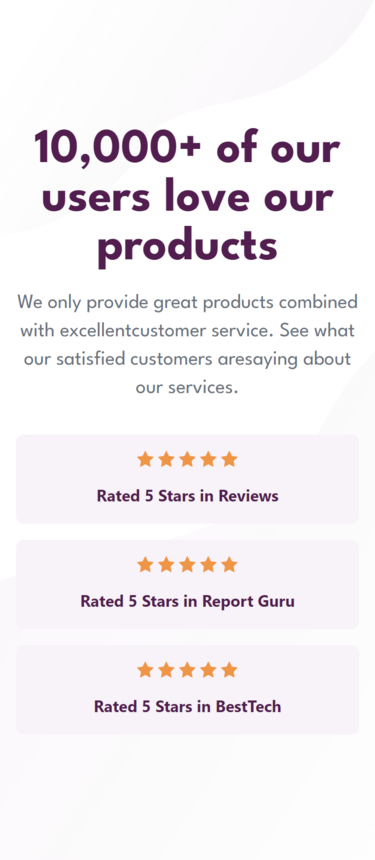 10,000+ of our
users love our
products
We only provide great products combined
with excellentcustomer service. See what
our satisfied customers aresaying about
our services.
Rated 5 Stars in Reviews
Rated 5 Stars in Report Guru
Rated 5 Stars in BestTech